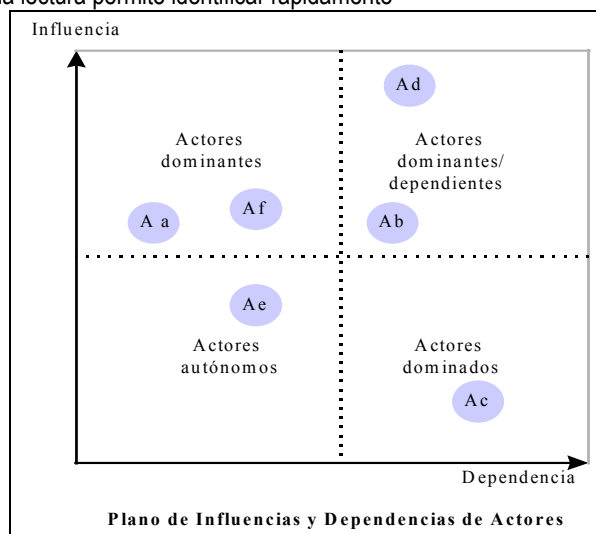 la lectura permite identificar rápidamente
Influencia
Ad
Actores
dominantes
Actores
dominantes/
dependientes
A a
Af
Ab
Ae
Actores
autónomos
Actores
dominados
Ac
Dependencia
Plano de Influencias y Dependencias de Actores